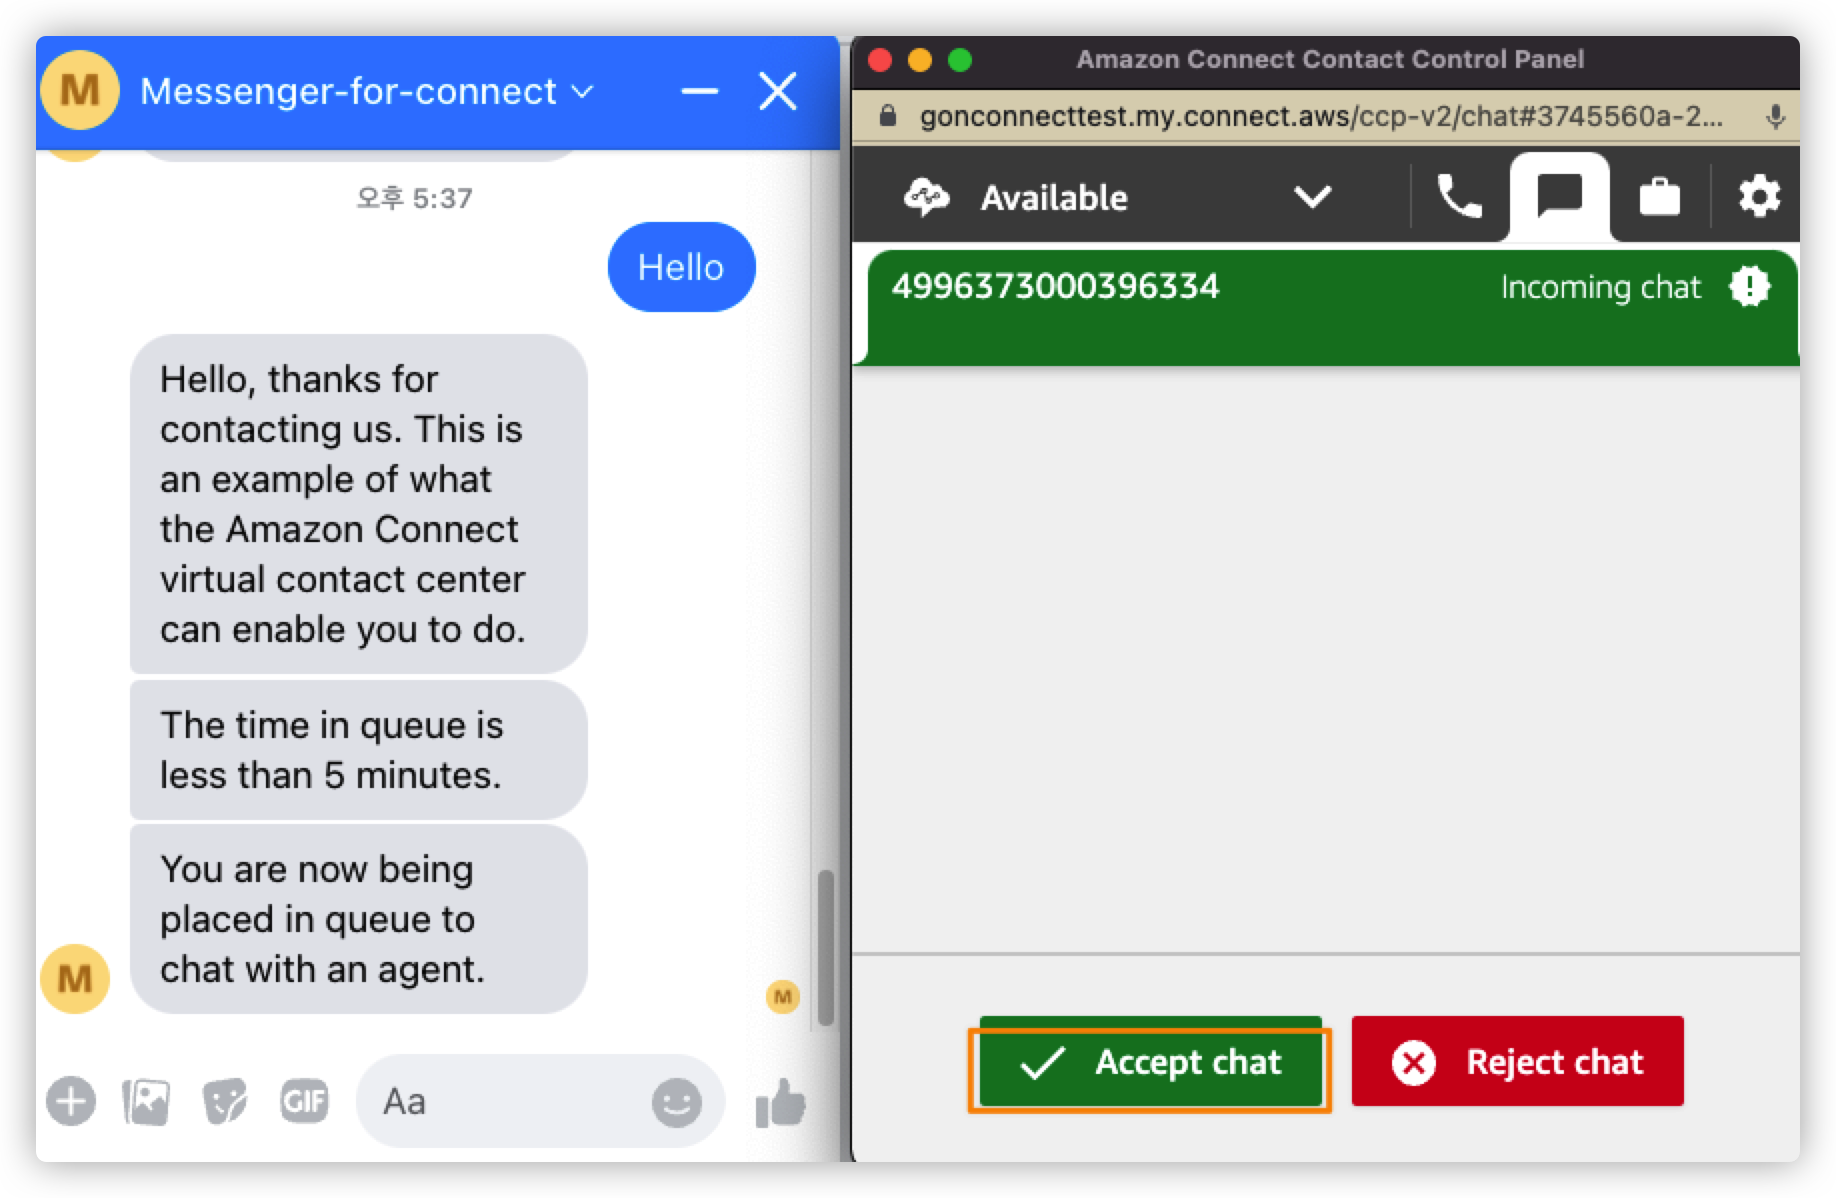 M
Messenger-for-connect
오후 5:37
Hello
Hello, thanks for
contacting us. This is
an example of what
the Amazon Connect
virtual contact center
can enable you to do.
The time in queue is
less than 5 minutes.
You are now being
placed in queue to
chat with an agent.
M
M
GIF
Aa
Amazon Connect Contact Control Panel
gonconnecttest.my.connect.aws/ccp-v2/chat#3745560a-2...
Available
4996373000396334
Incoming chat
Accept chat
Reject chat